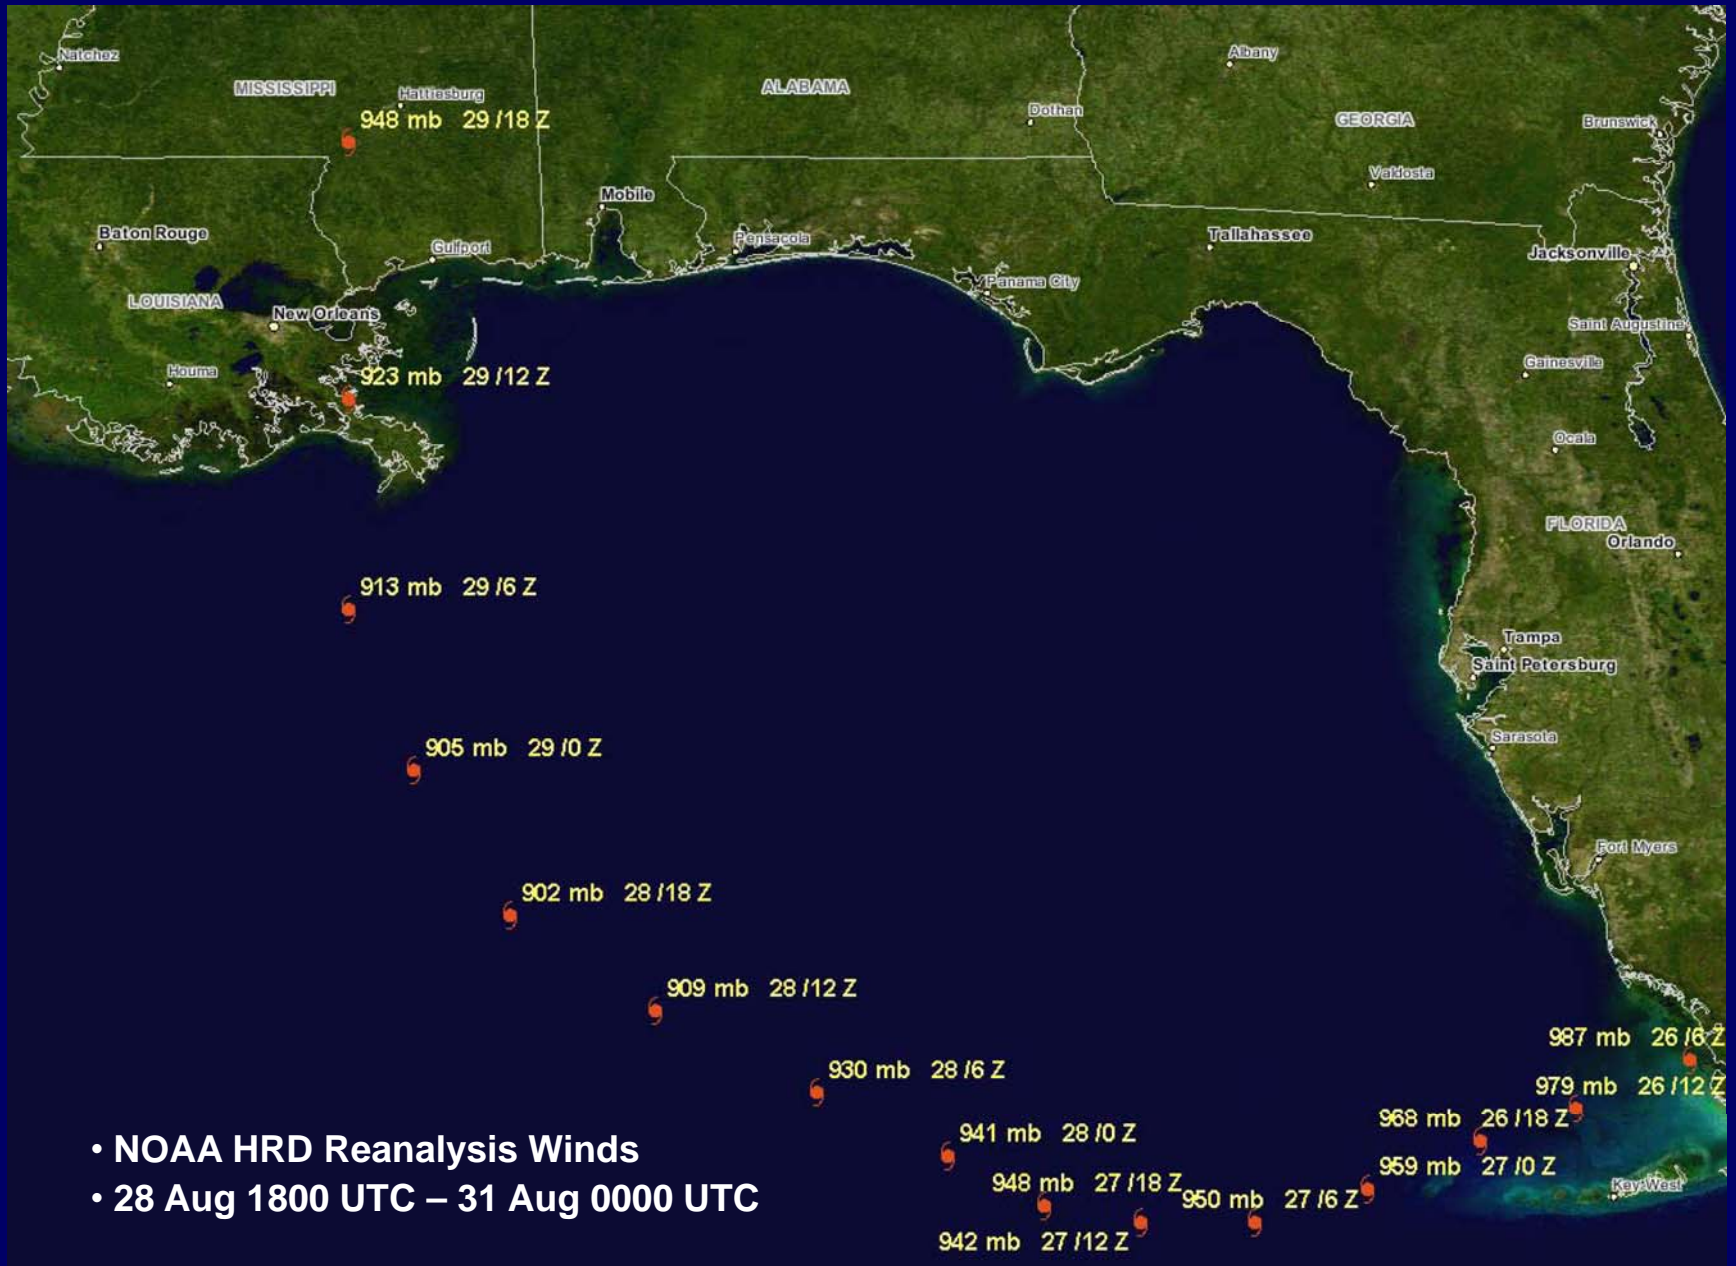 Natchez
Albany
MISSISSIPPI
ALABAMA
Hattiesburg
Dothan
948 mb 29 /18 Z
GEORGIA
Brunswick
Valdosta
Mobile
Baton Rouge
Gulfport
Pensacola
Tallahassee
Jacksonville
Panama City
LOUISIANA
New Orleans
Saint Augustine
Gainesville
Houma
923 mb 29 /12 Z
Ocala
FLORIDA
Orlando
913 mb 29 /6 Z
Tampa
Saint Petersburg
Sarasota
905 mb 29 /0 Z
Fort Myers
902 mb 28 /18 Z
909 mb 28 /12 Z
987 mb 26 /6 Z
930 mb 28 /6 Z
979 mb 26 /12 Z
968 mb 26 /18 Z
941 mb 28 /0 Z
959 mb 27 /0 Z
948 mb 27 /18 Z
950 mb 27 /6 Z
Key West
942 mb 27 /12 Z
• NOAA HRD Reanalysis Winds
• 28 Aug 1800 UTC – 31 Aug 0000 UTC